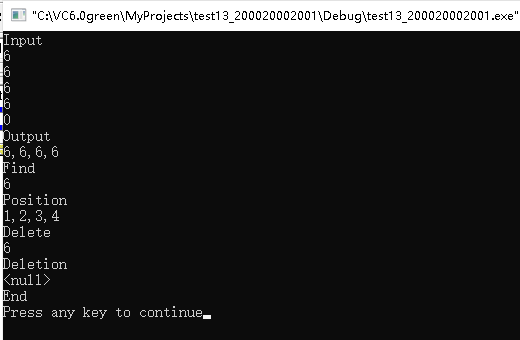 "C:\VC6.0green\MyProjects\test13_200020002001\Debug\test13_200020002001.exe"
Input
6
6
6
6
0
Output
6,6,6,6
Find
6
Position
1,2,3,4
Delete
6
Deletion
<null>
End
Press any key to continue